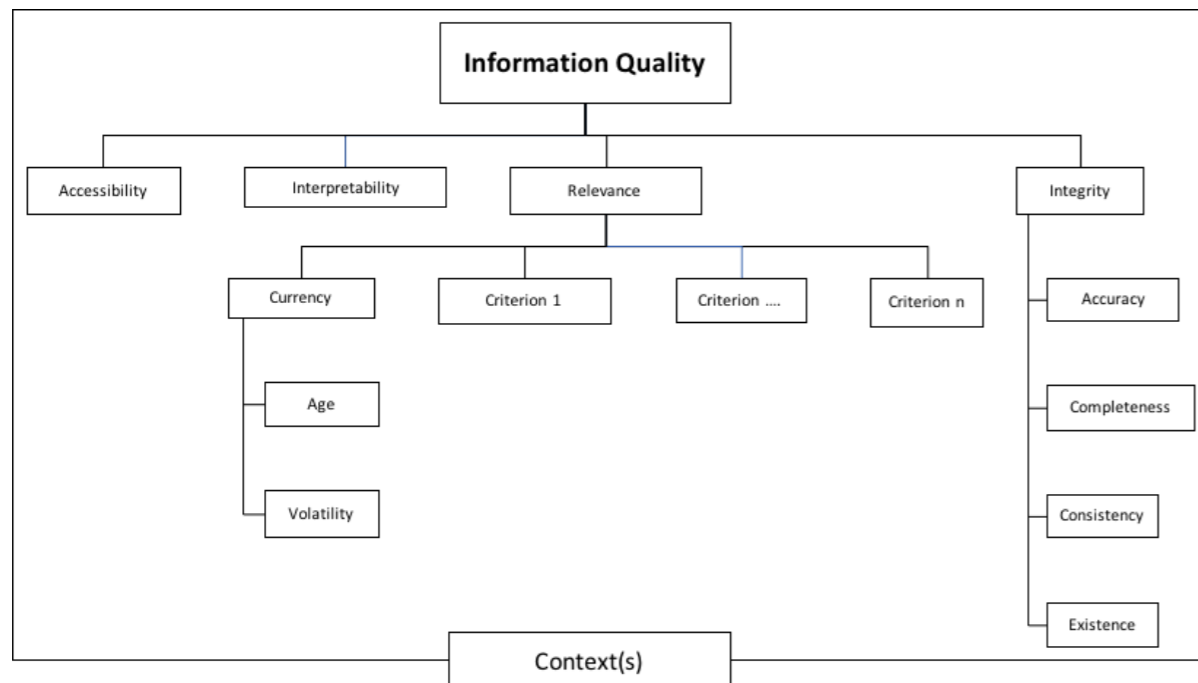 Information Quality
Accessibility
Interpretability
Relevance
Integrity
Currency
Criterion 1
Criterion ....
Criterion n
Accuracy
Age
Completeness
Volatility
Consistency
Existence
Context(s)